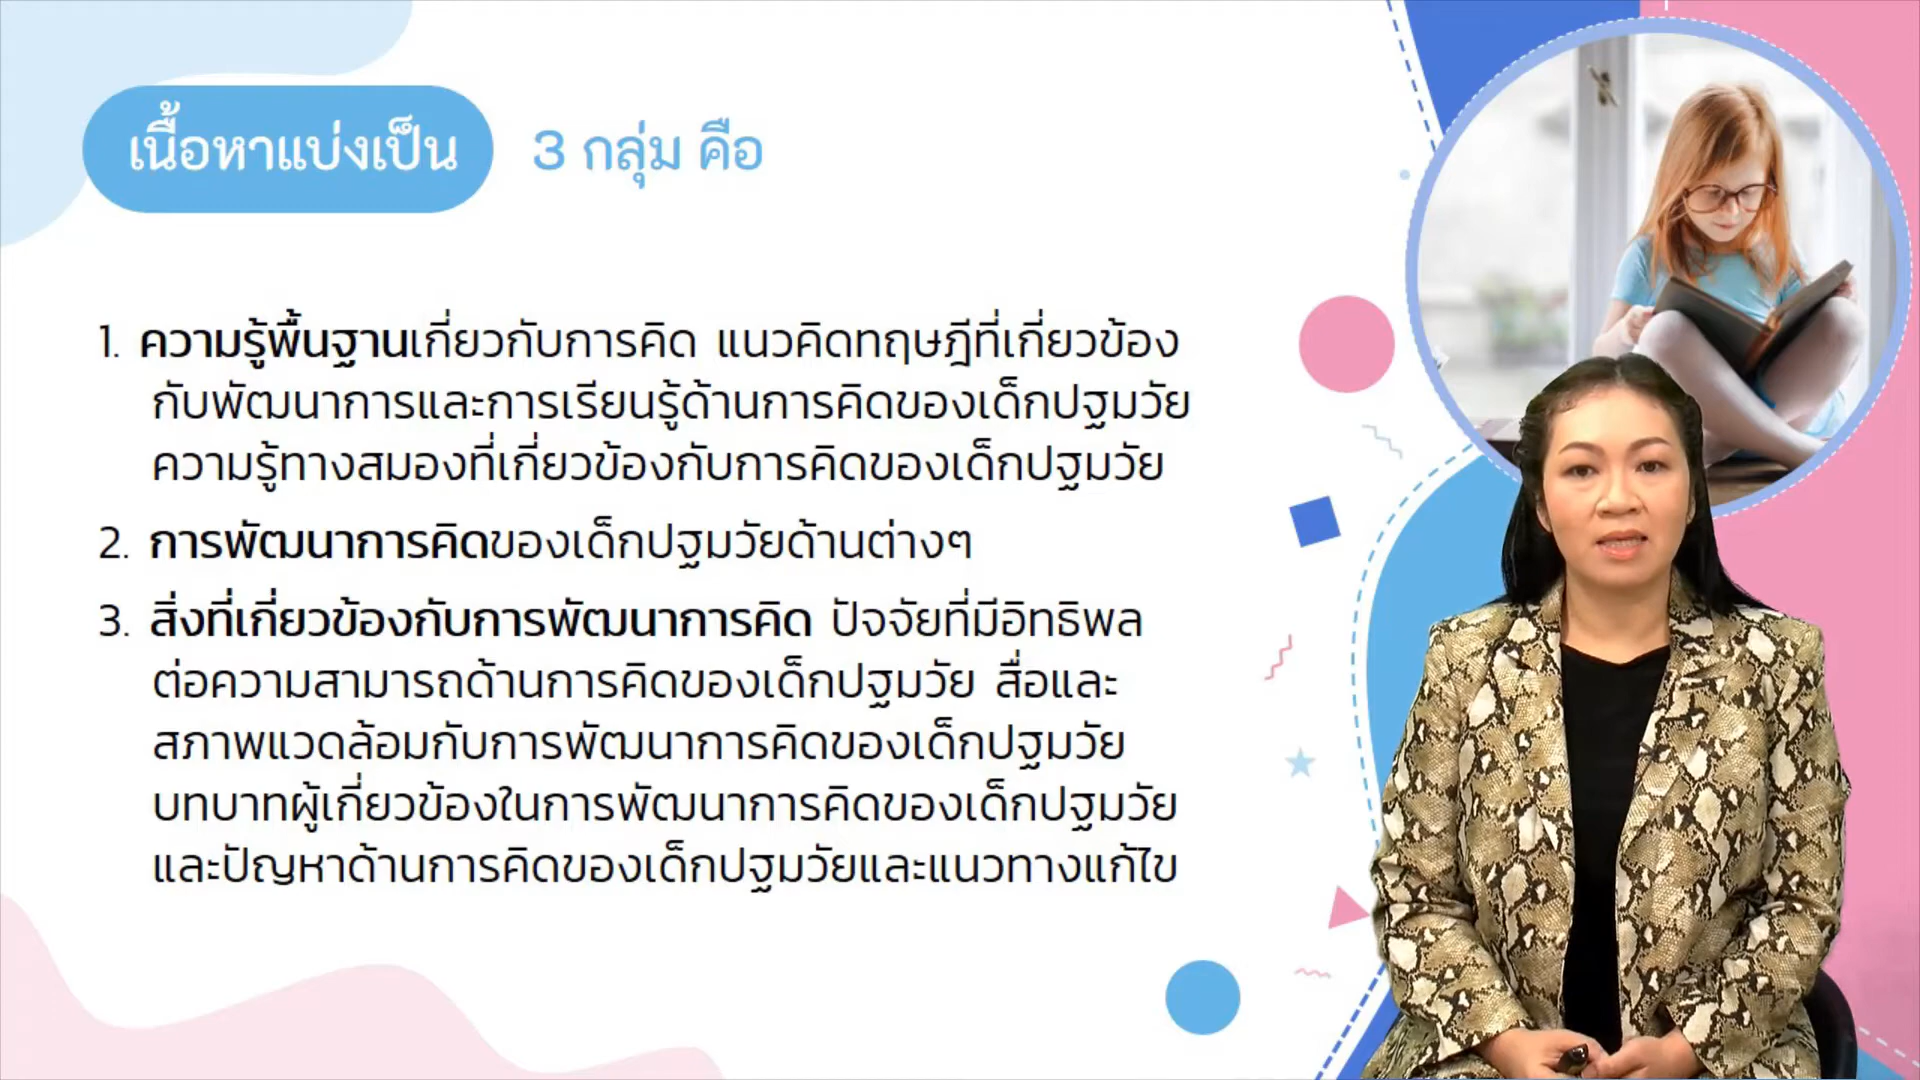 เนื้อหาแบ่งเป็น 3 กลุ่ม คือ
1. ความรู้พื้นฐานเกี่ยวกับการคิด แนวคิดทฤษฎีที่เกี่ยวข้อง
กับพัฒนาการและการเรียนรู้ด้านการคิดของเด็กปฐมวัย
ความรู้ทางสมองที่เกี่ยวข้องกับการคิดของเด็กปฐมวัย
2. การพัฒนาการคิดของเด็กปฐมวัยด้านต่างๆ
3. สิ่งที่เกี่ยวข้องกับการพัฒนาการคิด ปัจจัยที่มีอิทธิพล
ต่อความสามารถด้านการคิดของเด็กปฐมวัย สื่อและ
สภาพแวดล้อมกับการพัฒนาการคิดของเด็กปฐมวัย
บทบาทผู้เกี่ยวข้องในการพัฒนาการคิดของเด็กปฐมวัย
และปัญหาด้านการคิดของเด็กปฐมวัยและแนวทางแก้ไข